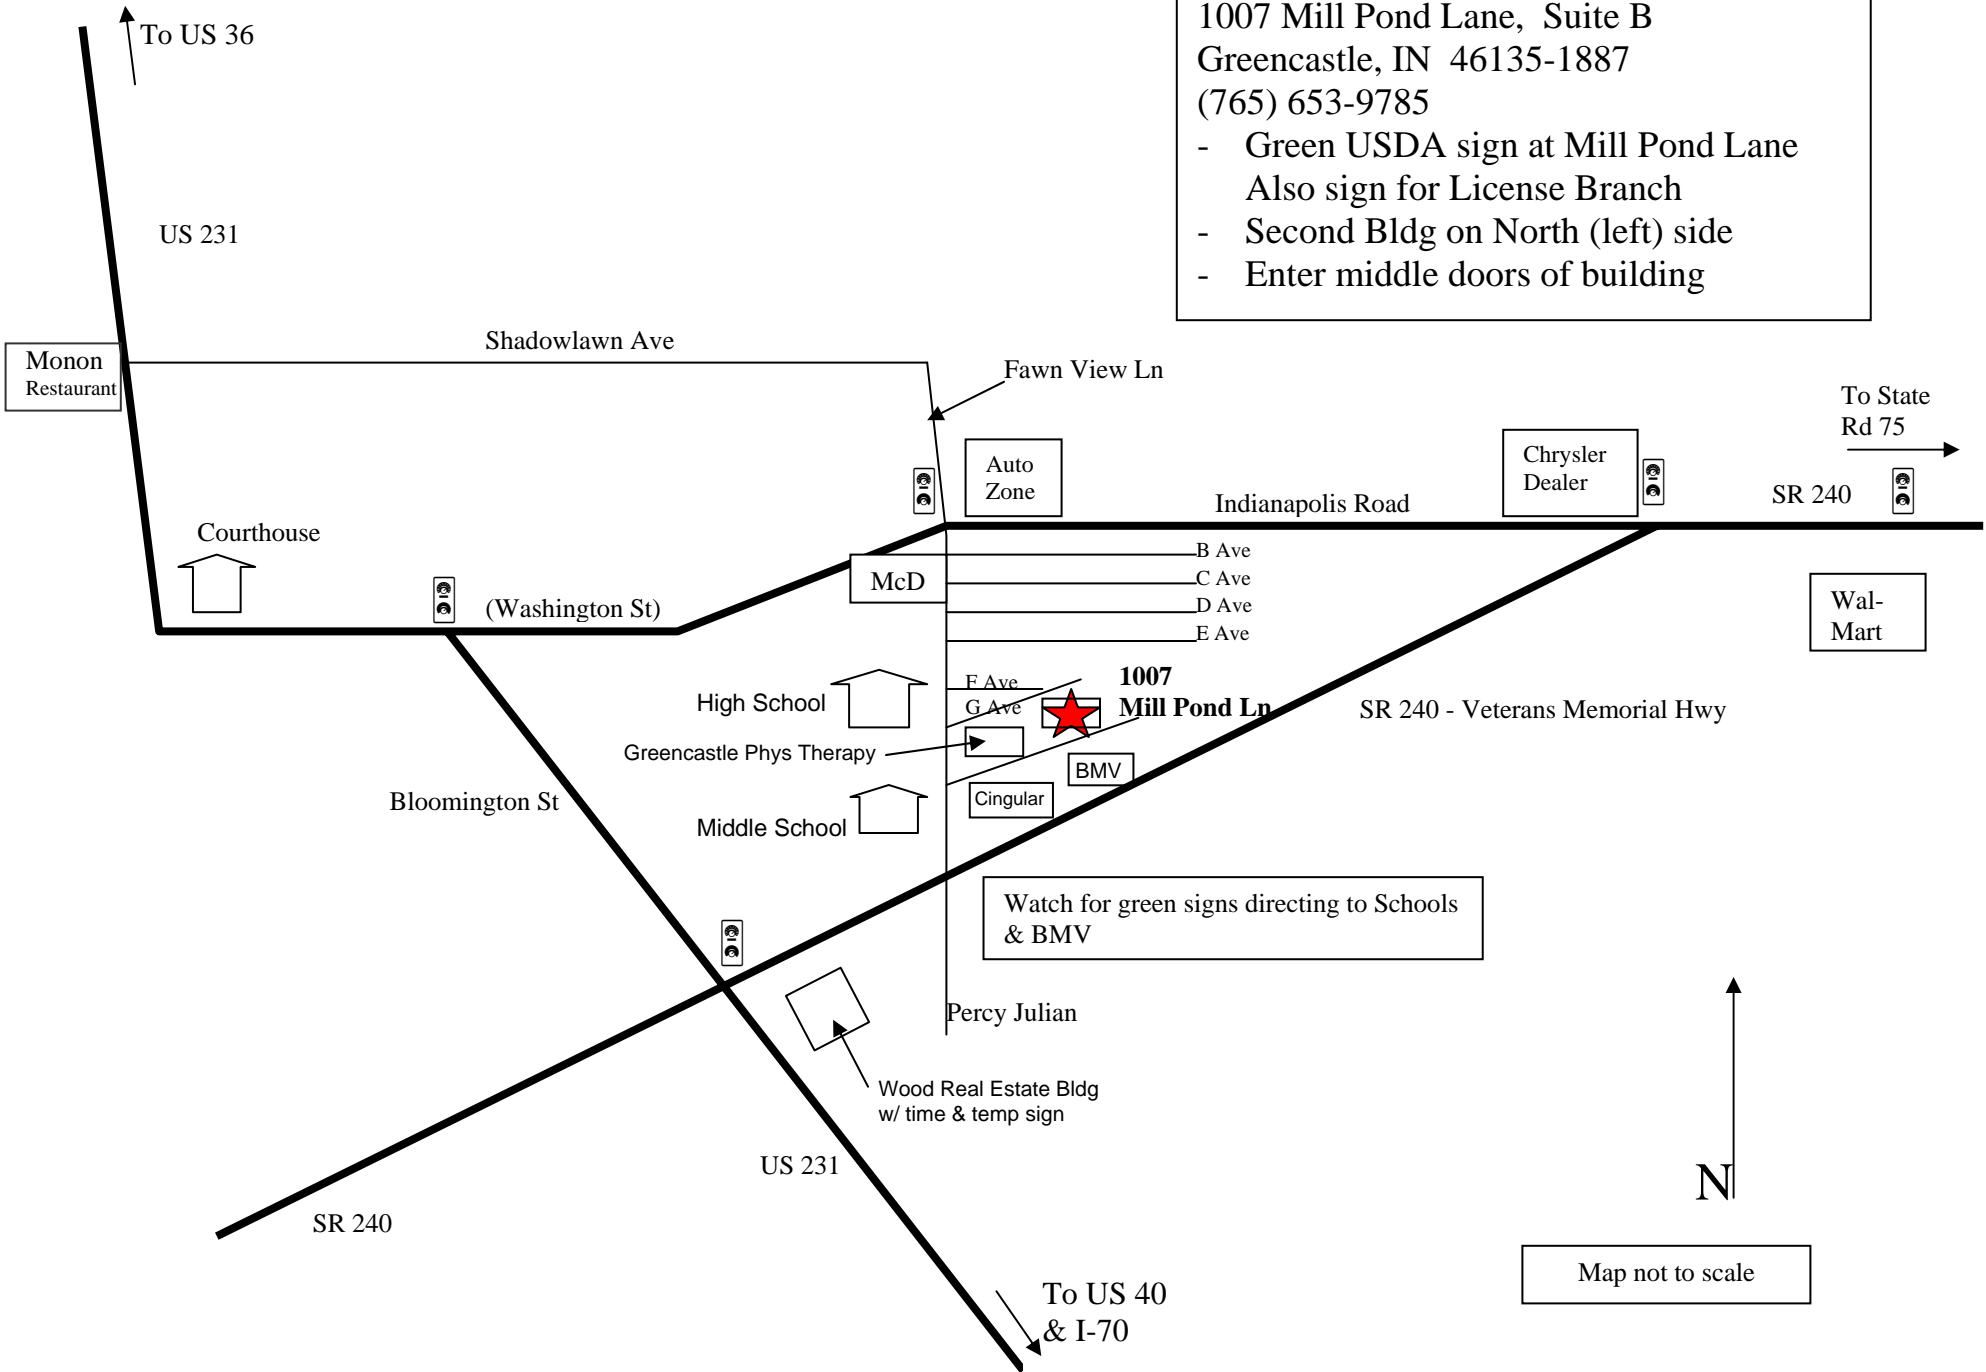 To US 36
1007 Mill Pond Lane, Suite B
Greencastle, IN 46135-1887
(765) 653-9785
- Green USDA sign at Mill Pond Lane
Also sign for License Branch
- Second Bldg on North (left) side
- Enter middle doors of building
US 231
Shadowlawn Ave
Monon
Restaurant
Fawn View Ln
To State
Rd 75
Auto
Zone
Chrysler
Dealer
Indianapolis Road
SR 240
Courthouse
B Ave
C Ave
D Ave
E Ave
McD
(Washington St)
Wal-
Mart
High School
F Ave
G Ave
1007
Mill Pond Ln
SR 240 - Veterans Memorial Hwy
Greencastle Phys Therapy
BMV
Cingular
Bloomington St
Middle School
Watch for green signs directing to Schools
& BMV
Percy Julian
Wood Real Estate Bldg
w/ time & temp sign
US 231
SR 240
N
Map not to scale
To US 40
& I-70